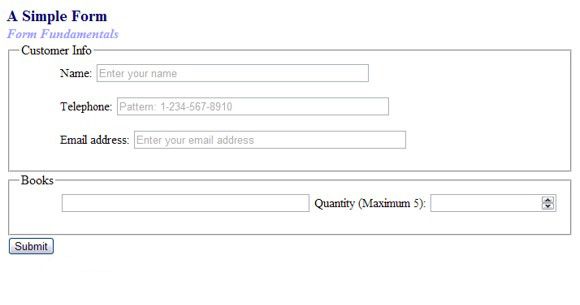 A Simple Form
Form Fundamentals
Customer Info
Name: Enter your name
Telephone: Pattern: 1-234-567-8910
Email address: Enter your email address
Books
Quantity (Maximum 5):
Submit